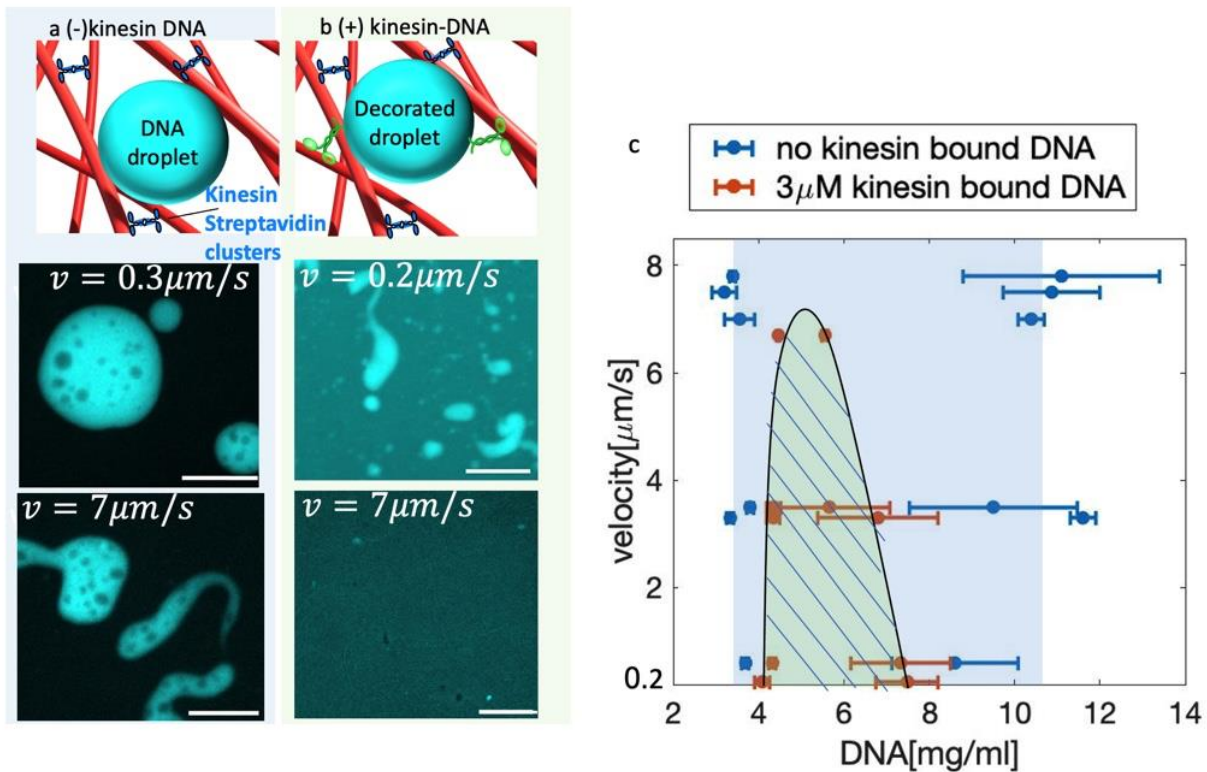 a (-)kinesin DNA
DNA
droplet
Kinesin
Streptavidin
clusters
v = 0.3μm/s
v = 7μm/s
b (+) kinesin-DNA
Decorated
droplet
v = 0.2μm/s
v = 7μm/s
c
no kinesin bound DNA
3μM kinesin bound DNA
velocity[μm/s]
8
6
4
2
0.2
2 4 6 8 10 12 14
DNA[mg/ml]